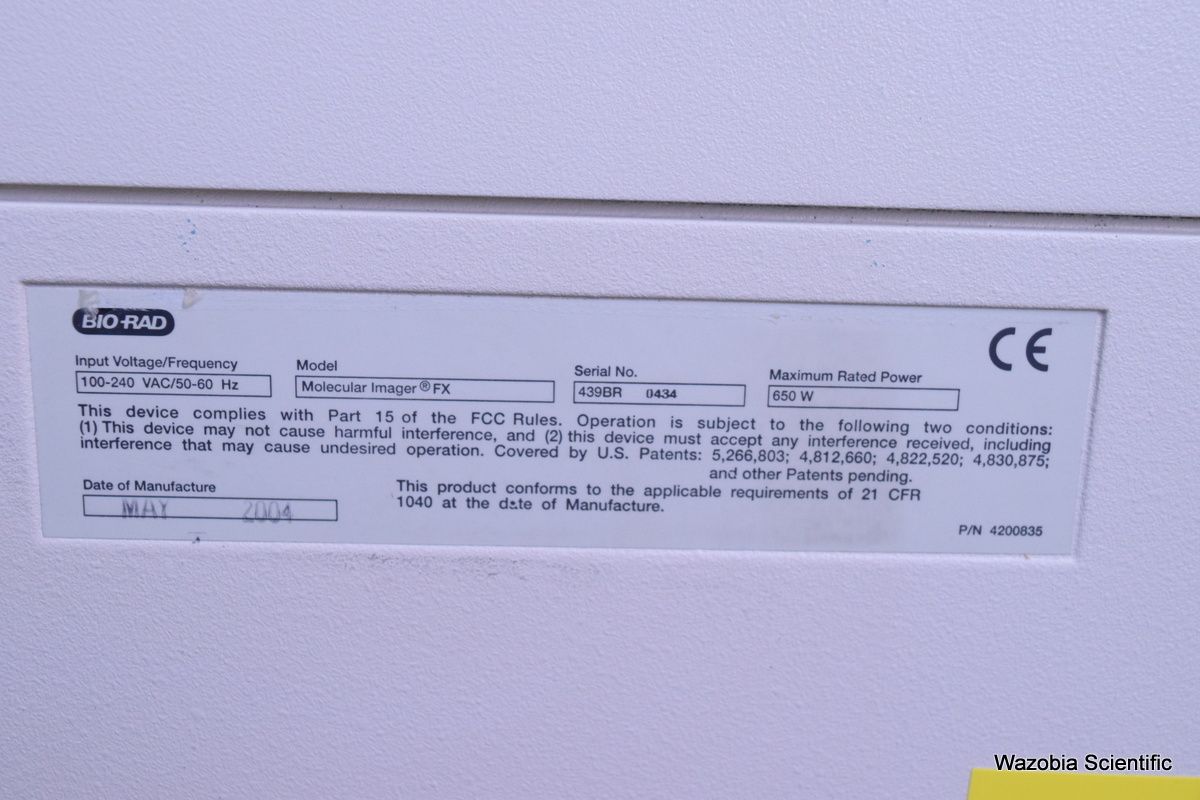 BIO-RAD
CE
Input Voltage/Frequency
100-240 VAC/50-60 Hz
Model
Molecular Imager®FX
Serial No.
439BR 0434
Maximum Rated Power
650 W
This device complies with Part 15 of the FCC Rules. Operation is subject to the following two conditions:
(1) This device may not cause harmful interference, and (2) this device must accept any interference received, including
interference that may cause undesired operation. Covered by U.S. Patents: 5,266,803; 4,812,660; 4,822,520; 4,830,875;
and other Patents pending.
Date of Manufacture
MAY 2004
This product conforms to the applicable requirements of 21 CFR
1040 at the date of Manufacture.
P/N 4200835
Wazobia Scientific